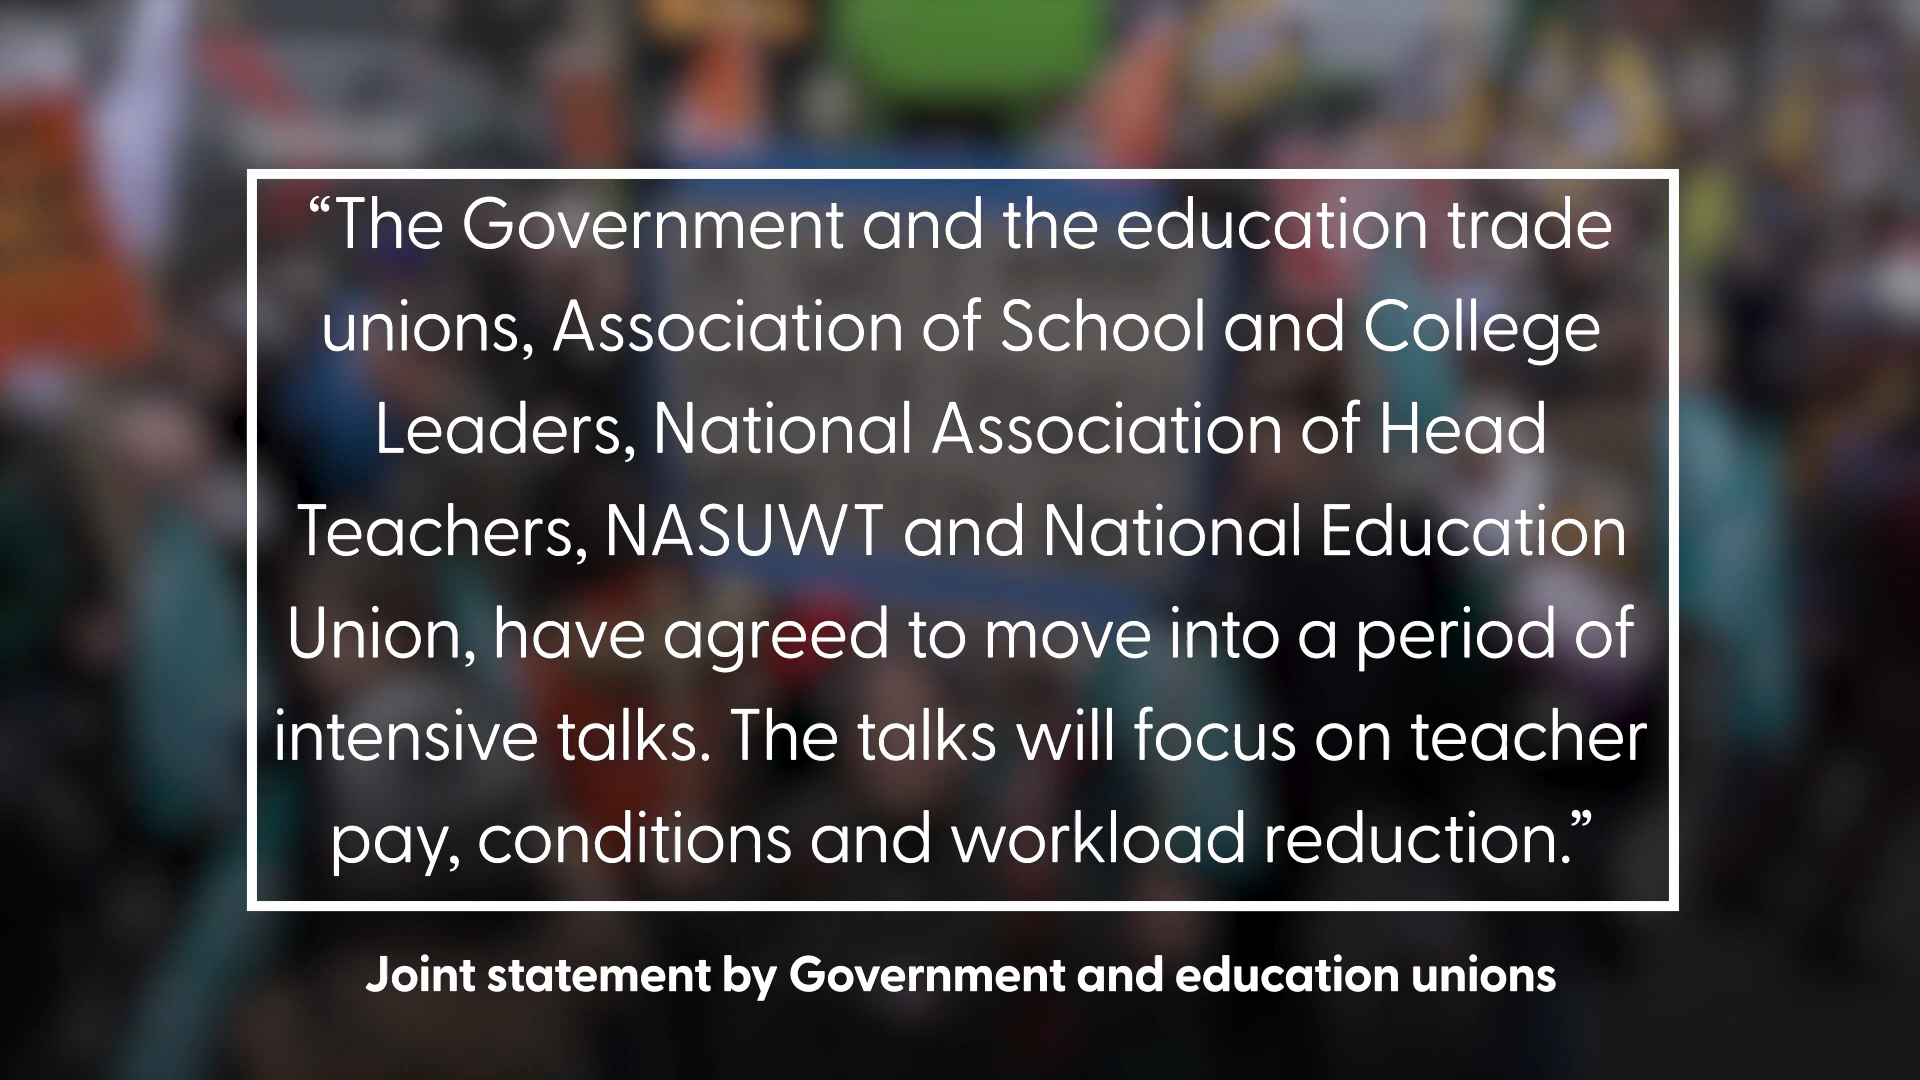 “The Government and the education trade
unions, Association of School and College
Leaders, National Association of Head
Teachers, NASUWT and National Education
Union, have agreed to move into a period of
intensive talks. The talks will focus on teacher
pay, conditions and workload reduction.”
Joint statement by Government and education unions